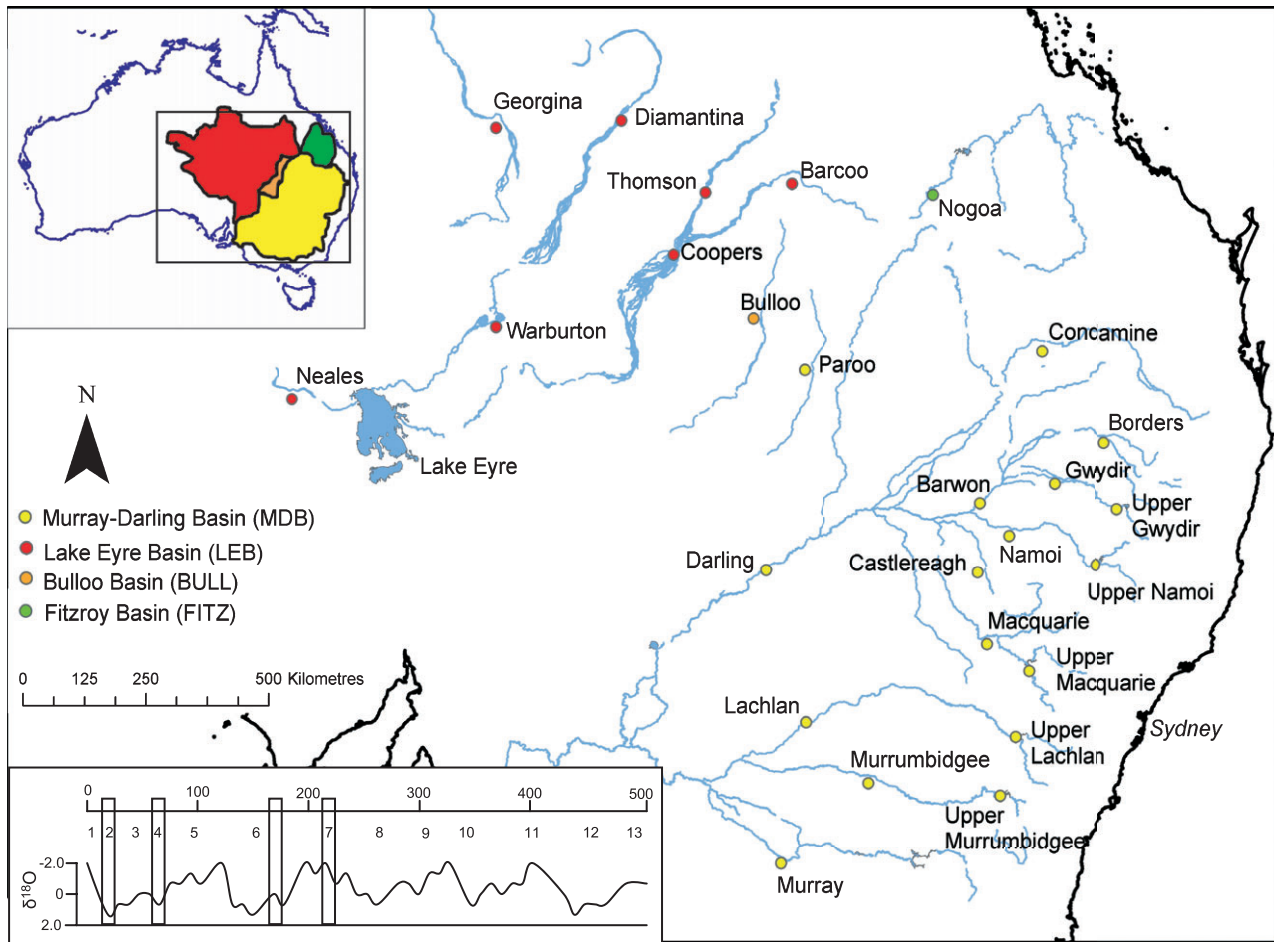 Georgina
Diamantina
Thomson
Barcoo
Nogoa
Coopers
Bulloo
Warburton
Concamine
Paroo
Neales
N
Lake Eyre
Borders
Gwydir
Barwon
Upper
Gwydir
Murray-Darling Basin (MDB)
Lake Eyre Basin (LEB)
Bulloo Basin (BULL)
Fitzroy Basin (FITZ)
Namoi
Darling
Castlereagh
Upper Namoi
Macquarie
Upper
Macquarie
0 125 250 500 Kilometres
Lachlan
Upper
Lachlan
Sydney
Murrumbidgee
Upper
Murrumbidgee
Murray
0 100 200 300 400 500
1 2 3 4 5 6 7 8 9 10 11 12 13
-2.0
0
2.0
δ18O